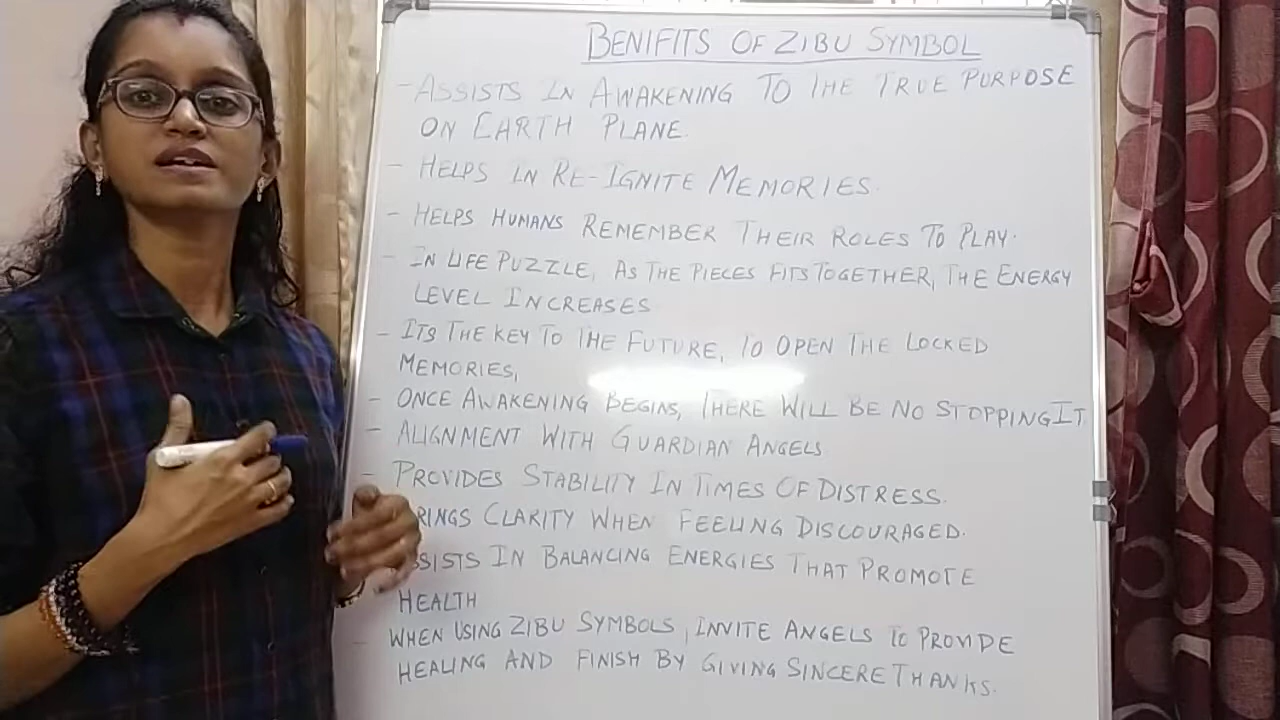 BENIFITS OF ZIBU SYMBOL
- ASSISTS IN AWAKENING TO THE TRUE PURPOSE
ON EARTH PLANE.
- HELPS IN RE-IGNITE MEMORIES.
- HELPS HUMANS REMEMBER THEIR ROLES TO PLAY.
- IN LIFE PUZZLE, AS THE PIECES FITS TOGETHER, THE ENERGY
LEVEL INCREASES
- ITS THE KEY TO THE FUTURE, TO OPEN THE LOCKED
MEMORIES,
- ONCE AWAKENING BEGINS, THERE WILL BE NO STOPPING IT
- ALIGNMENT WITH GUARDIAN ANGELS
- PROVIDES STABILITY IN TIMES OF DISTRESS.
RINGS CLARITY WHEN FEELING DISCOURAGED.
SSISTS IN BALANCING ENERGIES THAT PROMOTE
HEALTH
- WHEN USING ZIBU SYMBOLS, INVITE ANGELS TO PROVIDE
HEALING AND FINISH BY GIVING SINCERE THANKS.